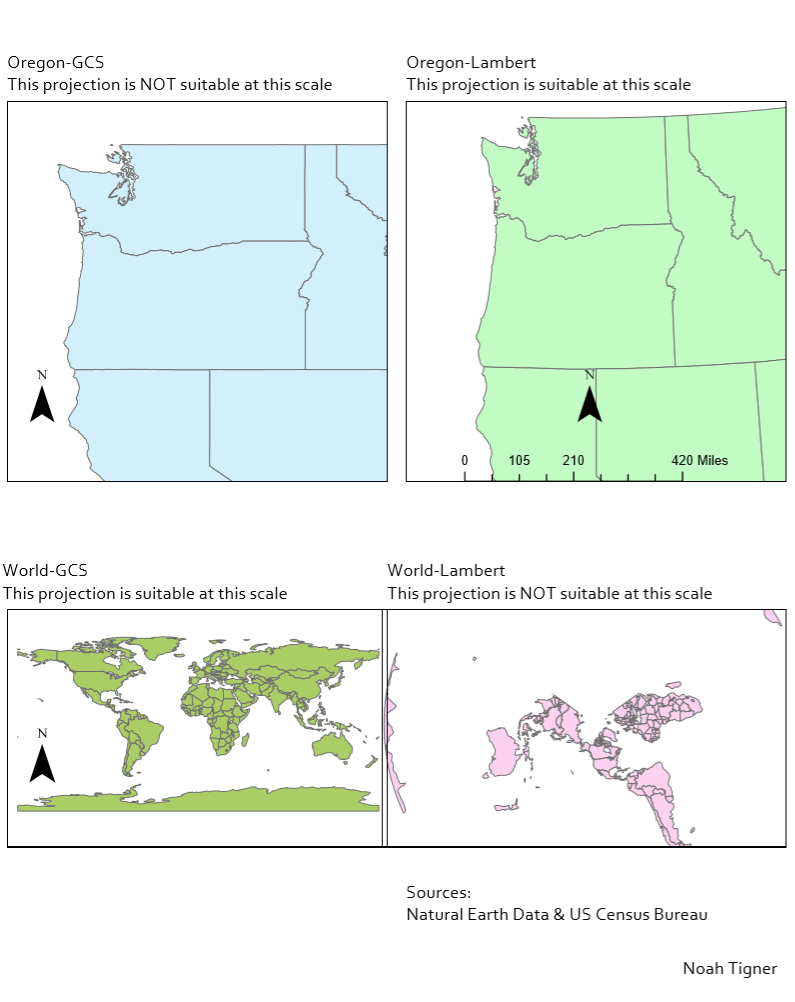 Oregon-GCS
This projection is NOT suitable at this scale
Oregon-Lambert
This projection is suitable at this scale
N
N
0 105 210 420 Miles
World-GCS
This projection is suitable at this scale
World-Lambert
This projection is NOT suitable at this scale
N
Sources:
Natural Earth Data & US Census Bureau
Noah Tigner